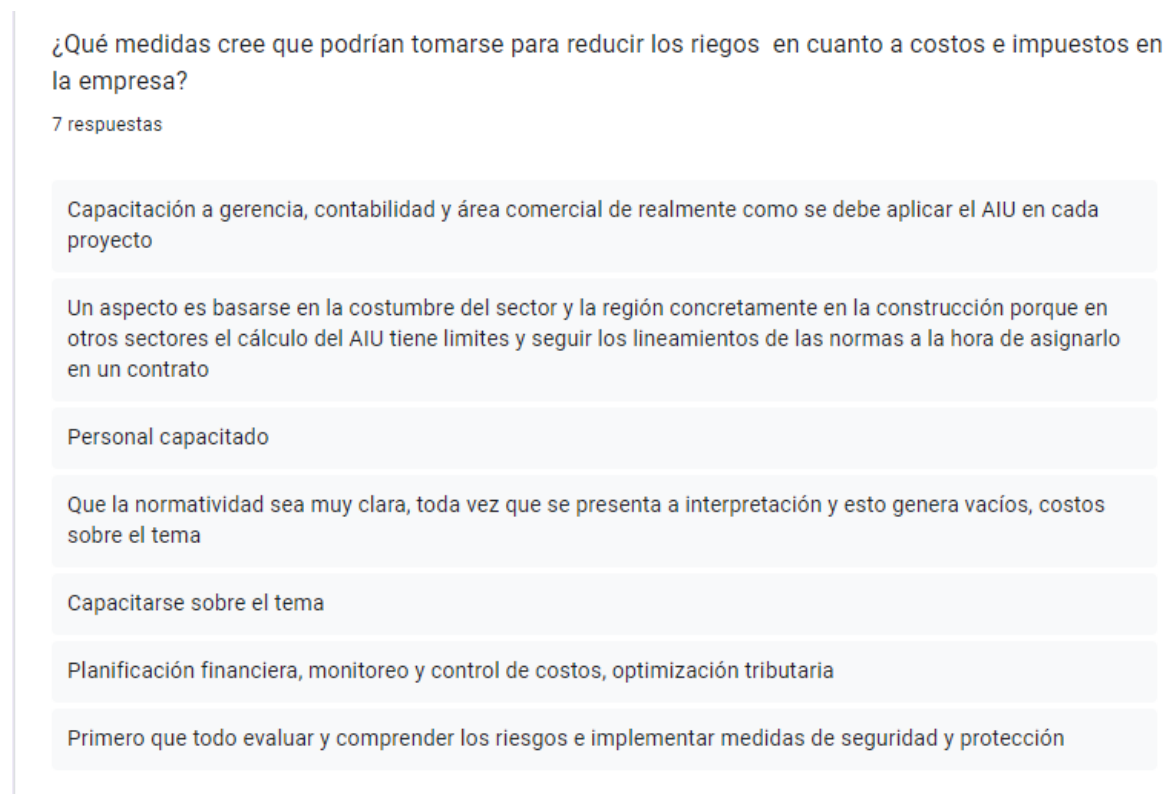 ¿Qué medidas cree que podrían tomarse para reducir los riegos  en cuanto a costos e impuestos en
la empresa?
7 respuestas
Capacitación a gerencia, contabilidad y área comercial de realmente como se debe aplicar el AIU en cada
proyecto
Un aspecto es basarse en la costumbre del sector y la región concretamente en la construcción porque en
otros sectores el cálculo del AIU tiene limites y seguir los lineamientos de las normas a la hora de asignarlo
en un contrato
Personal capacitado
Que la normatividad sea muy clara, toda vez que se presenta a interpretación y esto genera vacíos, costos
sobre el tema
Capacitarse sobre el tema
Planificación financiera, monitoreo y control de costos, optimización tributaria
Primero que todo evaluar y comprender los riesgos e implementar medidas de seguridad y protección